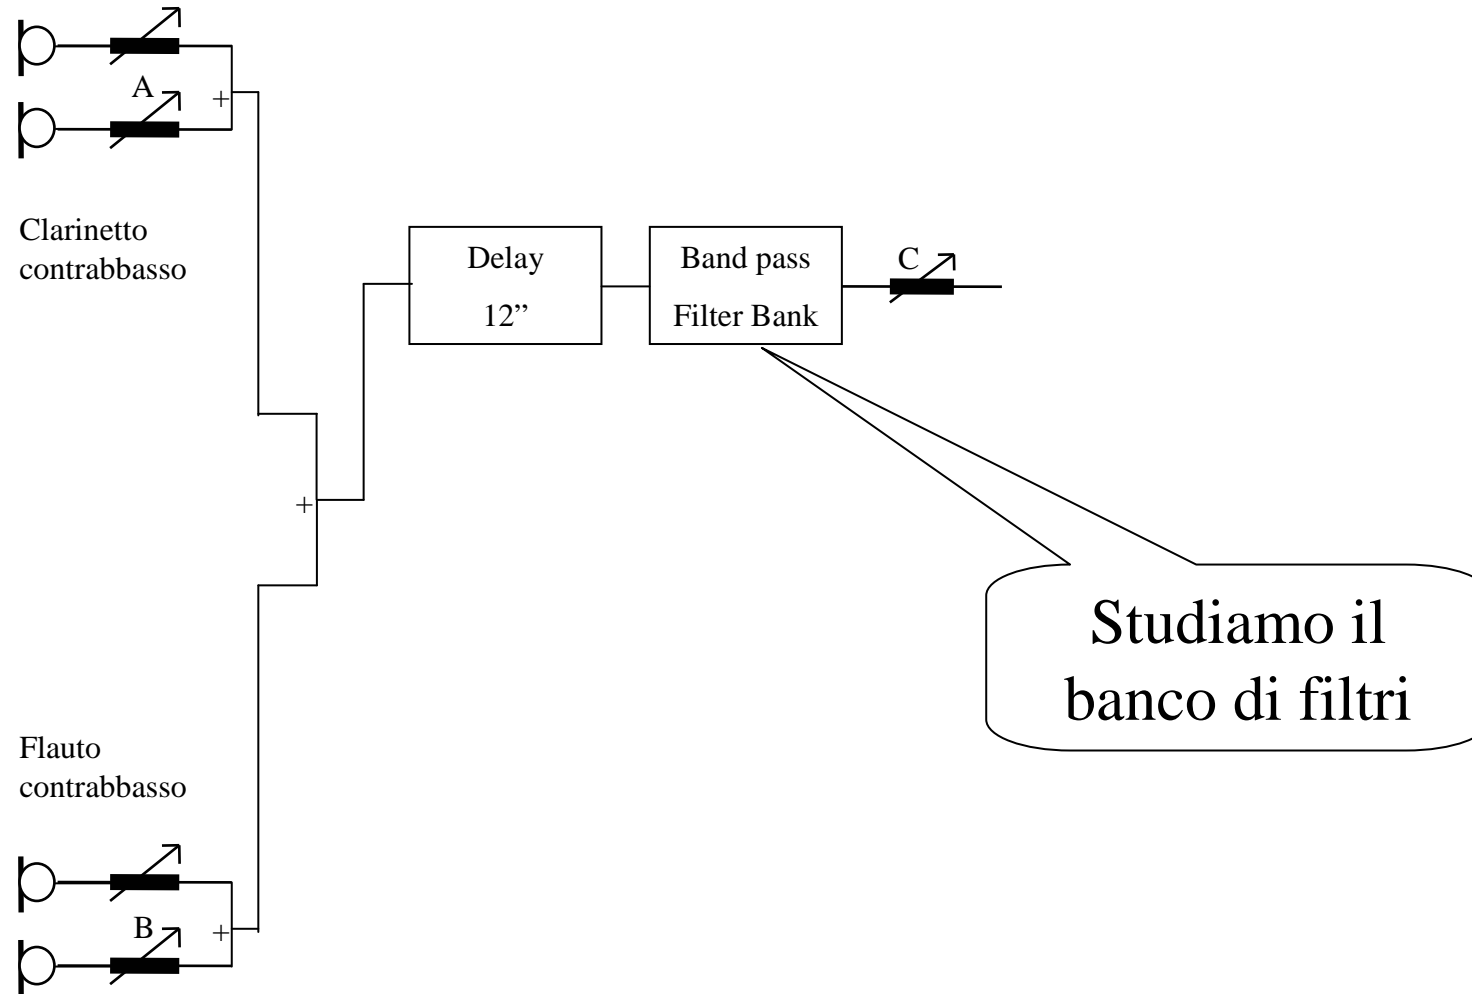 A
+
Clarinetto
contrabbasso
Delay
12”
Band pass
Filter Bank
C
+
Studiamo il
banco di filtri
Flauto
contrabbasso
B
+